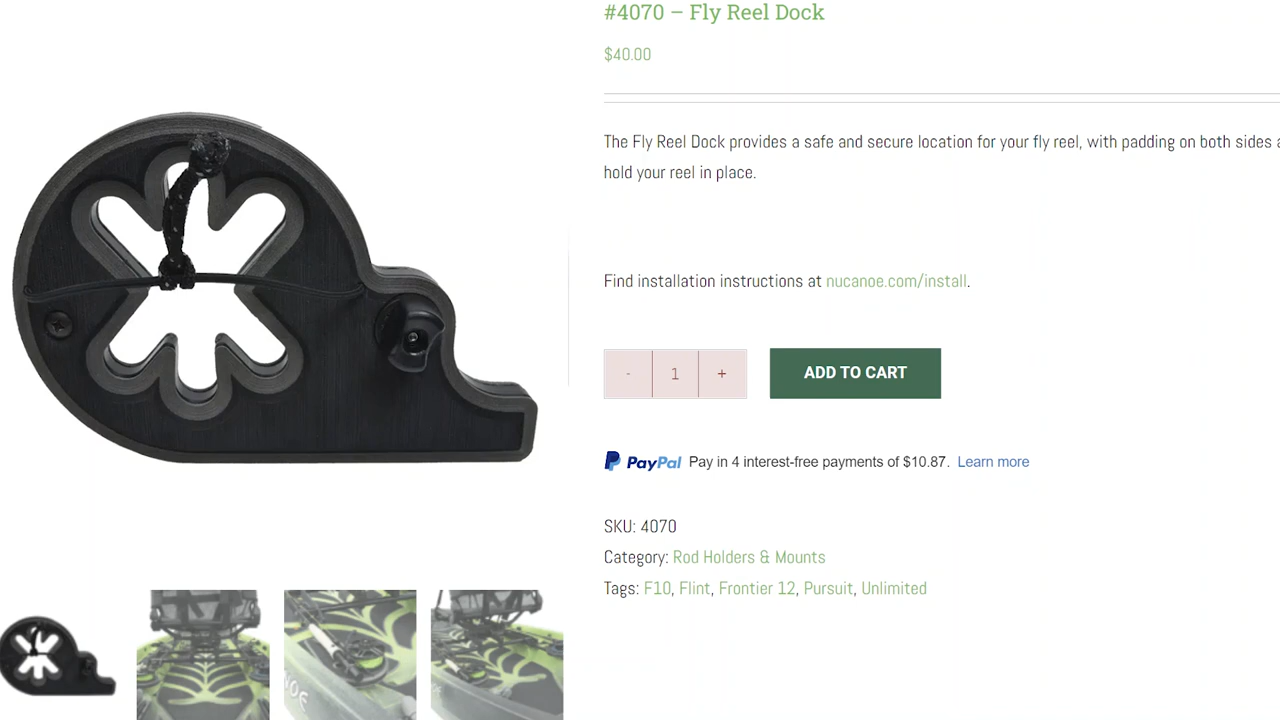 #4070 – Fly Reel Dock
$40.00
The Fly Reel Dock provides a safe and secure location for your fly reel, with padding on both sides
hold your reel in place.
Find installation instructions at nucanoe.com/install.
- 1 + ADD TO CART
PayPal Pay in 4 interest-free payments of $10.87. Learn more
SKU: 4070
Category: Rod Holders & Mounts
Tags: F10, Flint, Frontier 12, Pursuit, Unlimited